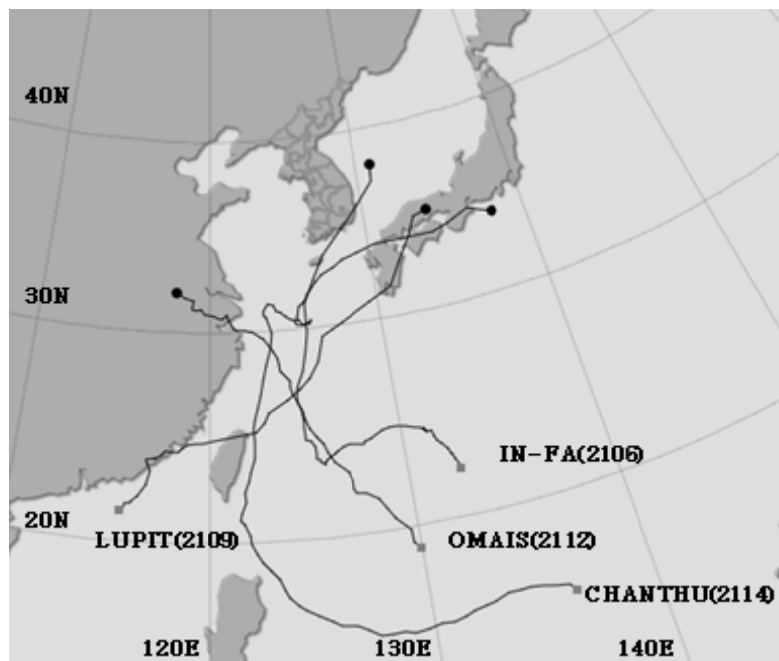 40N
30N
IN-FA(2106)
20N
LUPIT(2109)
OMAIS(2112)
CHANTHU(2114)
120E
130E
140E